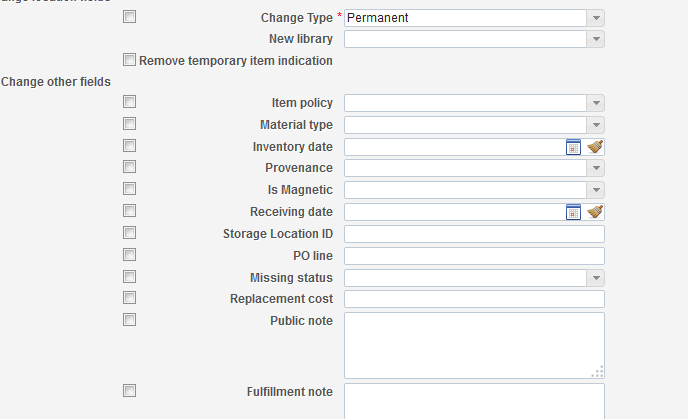 Change Type * Permanent
New library
Remove temporary item indication
Change other fields
Item policy
Material type
Inventory date
Provenance
Is Magnetic
Receiving date
Storage Location ID
PO line
Missing status
Replacement cost
Public note
Fulfillment note